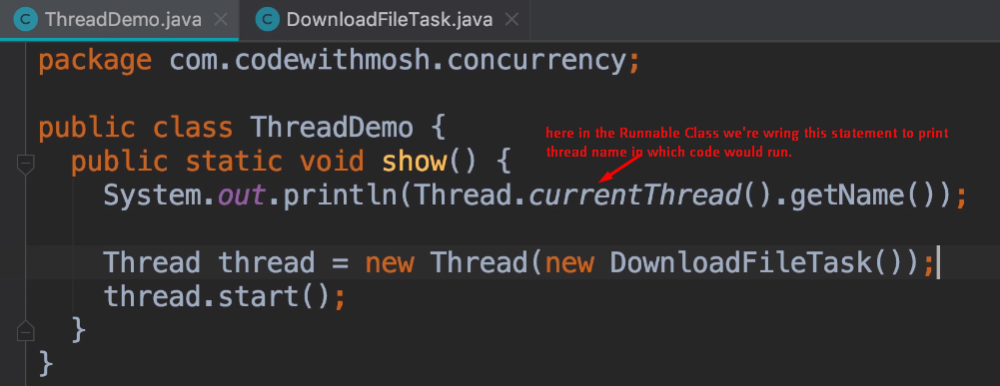 ThreadDemo.java
DownloadFileTask.java
package com.codewithmosh.concurrency;
public class ThreadDemo {
here in the Runnable Class we're wring this statement to print
thread name in which code would run.
public static void show() {
System.out.println(Thread.currentThread().getName());
Thread thread = new Thread(new DownloadFileTask());
thread.start();
}
}